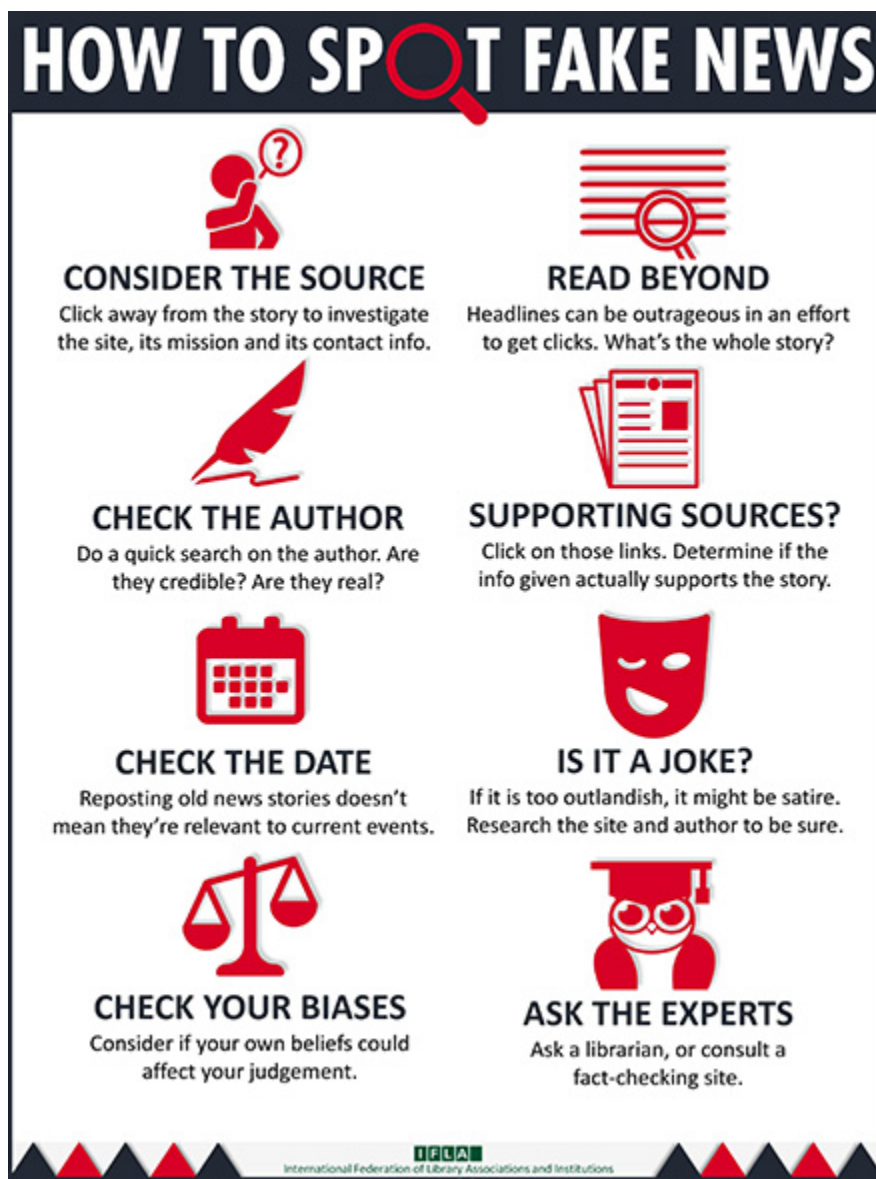 HOW TO SPOT FAKE NEWS
?
CONSIDER THE SOURCE
Click away from the story to investigate
the site, its mission and its contact info.
READ BEYOND
Headlines can be outrageous in an effort
to get clicks. What's the whole story?
CHECK THE AUTHOR
Do a quick search on the author. Are
they credible? Are they real?
SUPPORTING SOURCES?
Click on those links. Determine if the
info given actually supports the story.
CHECK THE DATE
Reposting old news stories doesn't
mean they're relevant to current events.
IS IT A JOKE?
If it is too outlandish, it might be satire.
Research the site and author to be sure.
CHECK YOUR BIASES
Consider if your own beliefs could
affect your judgement.
ASK THE EXPERTS
Ask a librarian, or consult a
fact-checking site.
IFLA
International Federation of Library Associations and Institutions